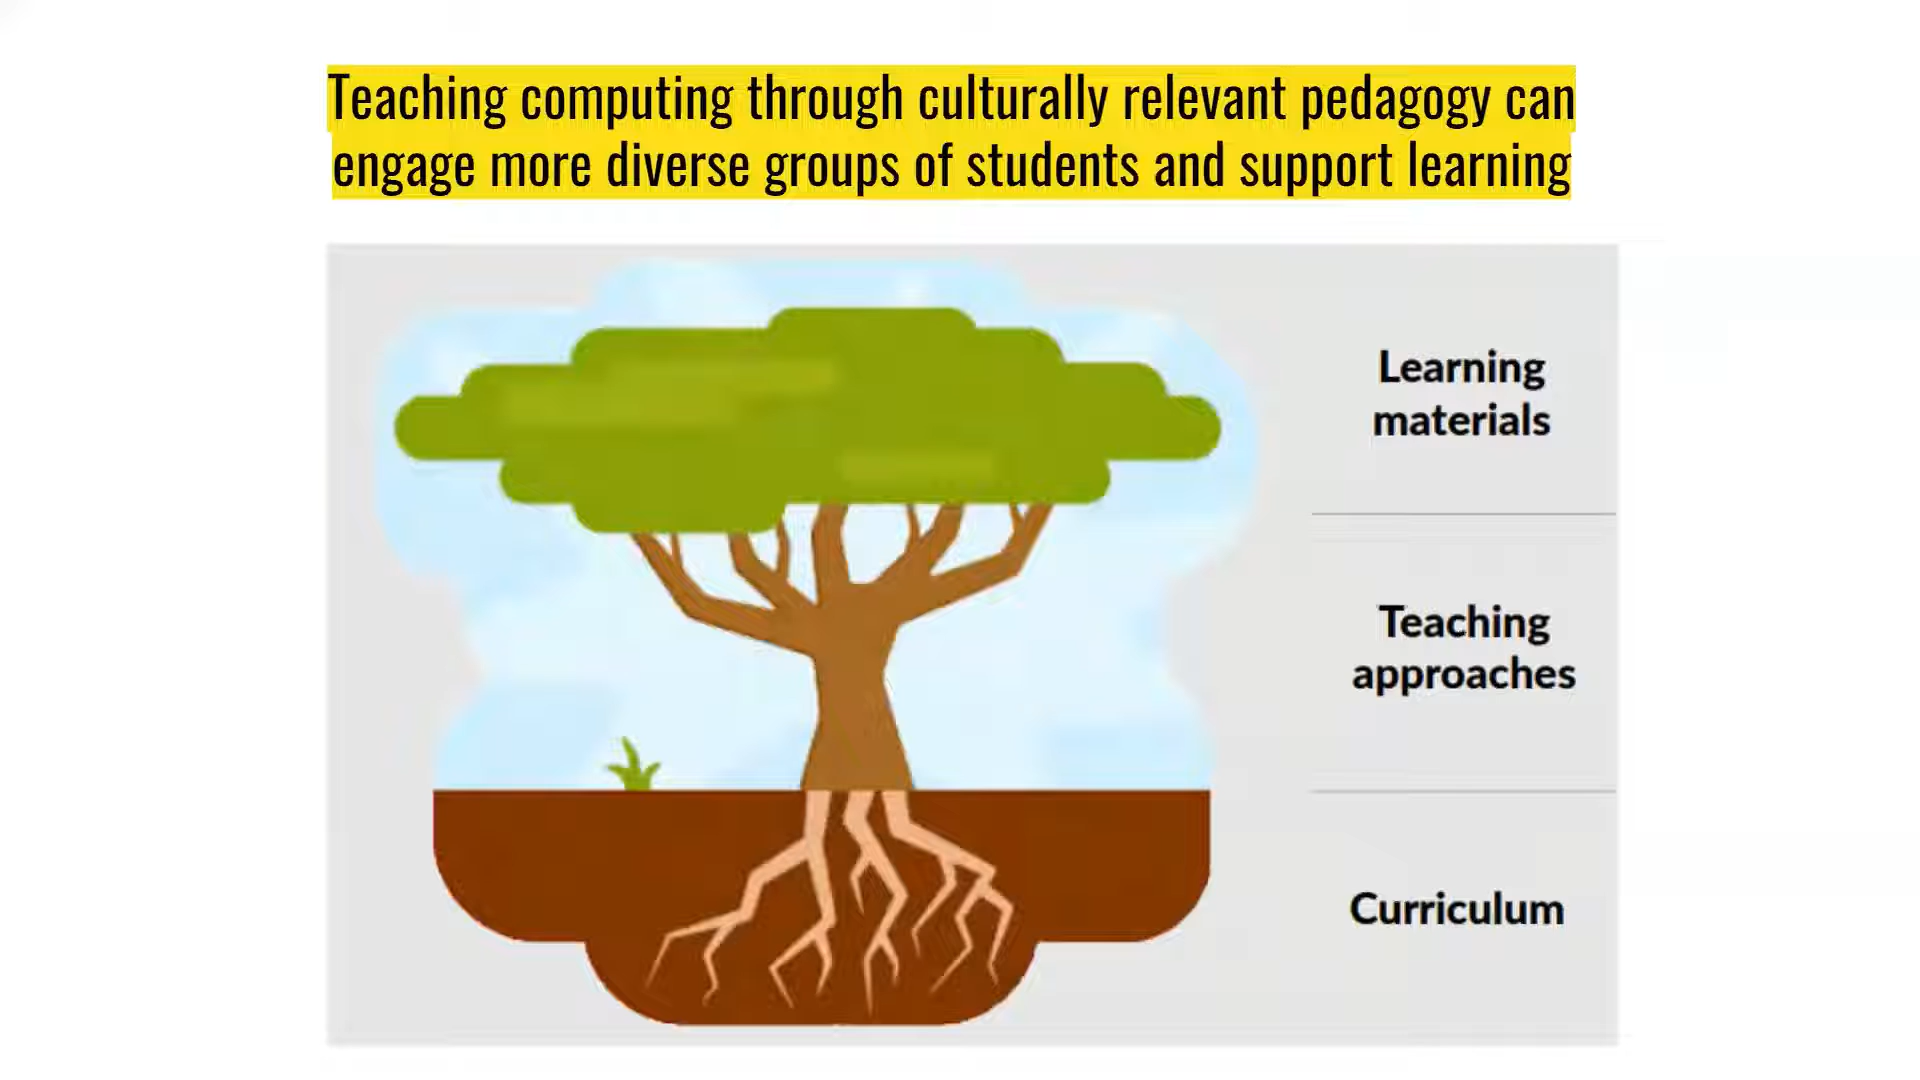 Teaching computing through culturally relevant pedagogy can
engage more diverse groups of students and support learning
Learning
materials
Teaching
approaches
Curriculum